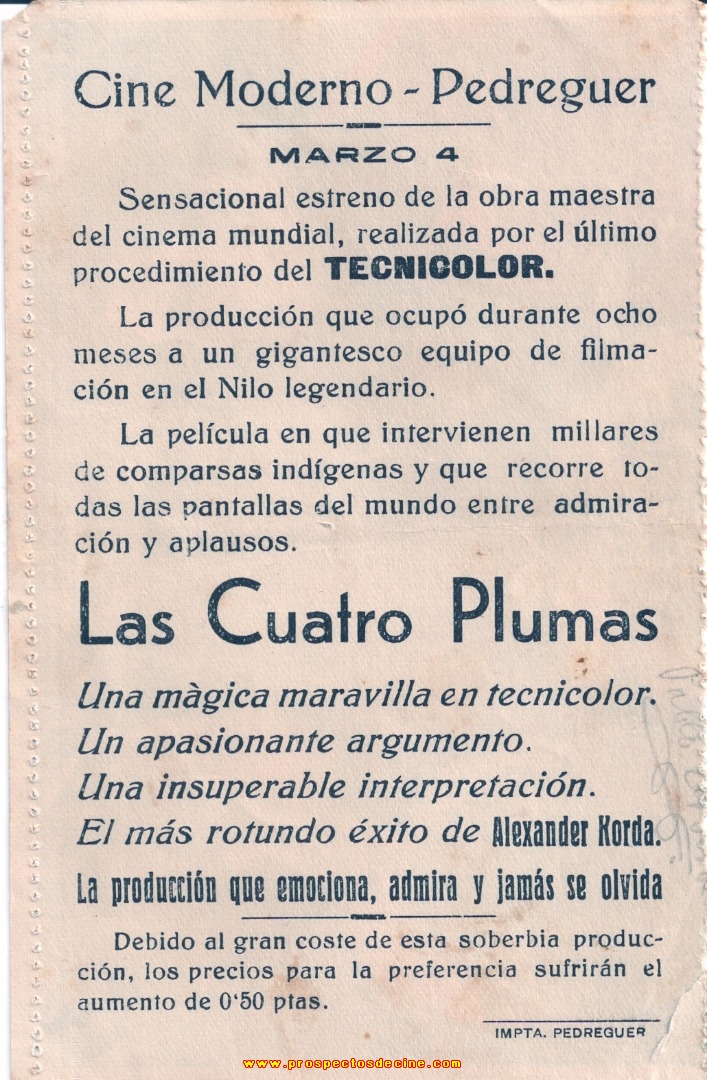 Cine Moderno - Pedreguer
MARZO 4
Sensacional estreno de la obra maestra
del cinema mundial, realizada por el último
procedimiento del TECNICOLOR.
La producción que ocupó durante ocho
meses a un gigantesco equipo de filma-
ción en el Nilo legendario.
La película en que intervienen millares
de comparsas indígenas y que recorre to-
das las pantallas del mundo entre admira-
ción y aplausos.
Las Cuatro Plumas
Una màgica maravilla en tecnicolor.
Un apasionante argumento.
Una insuperable interpretación.
El más rotundo éxito de Alexander Korda.
La producción que emociona, admira y jamás se olvida
Debido al gran coste de esta soberbia produc-
ción, los precios para la preferencia sufrirán el
aumento de 0'50 ptas.
IMPTA. PEDREGUER
www.prospectosdecine.com